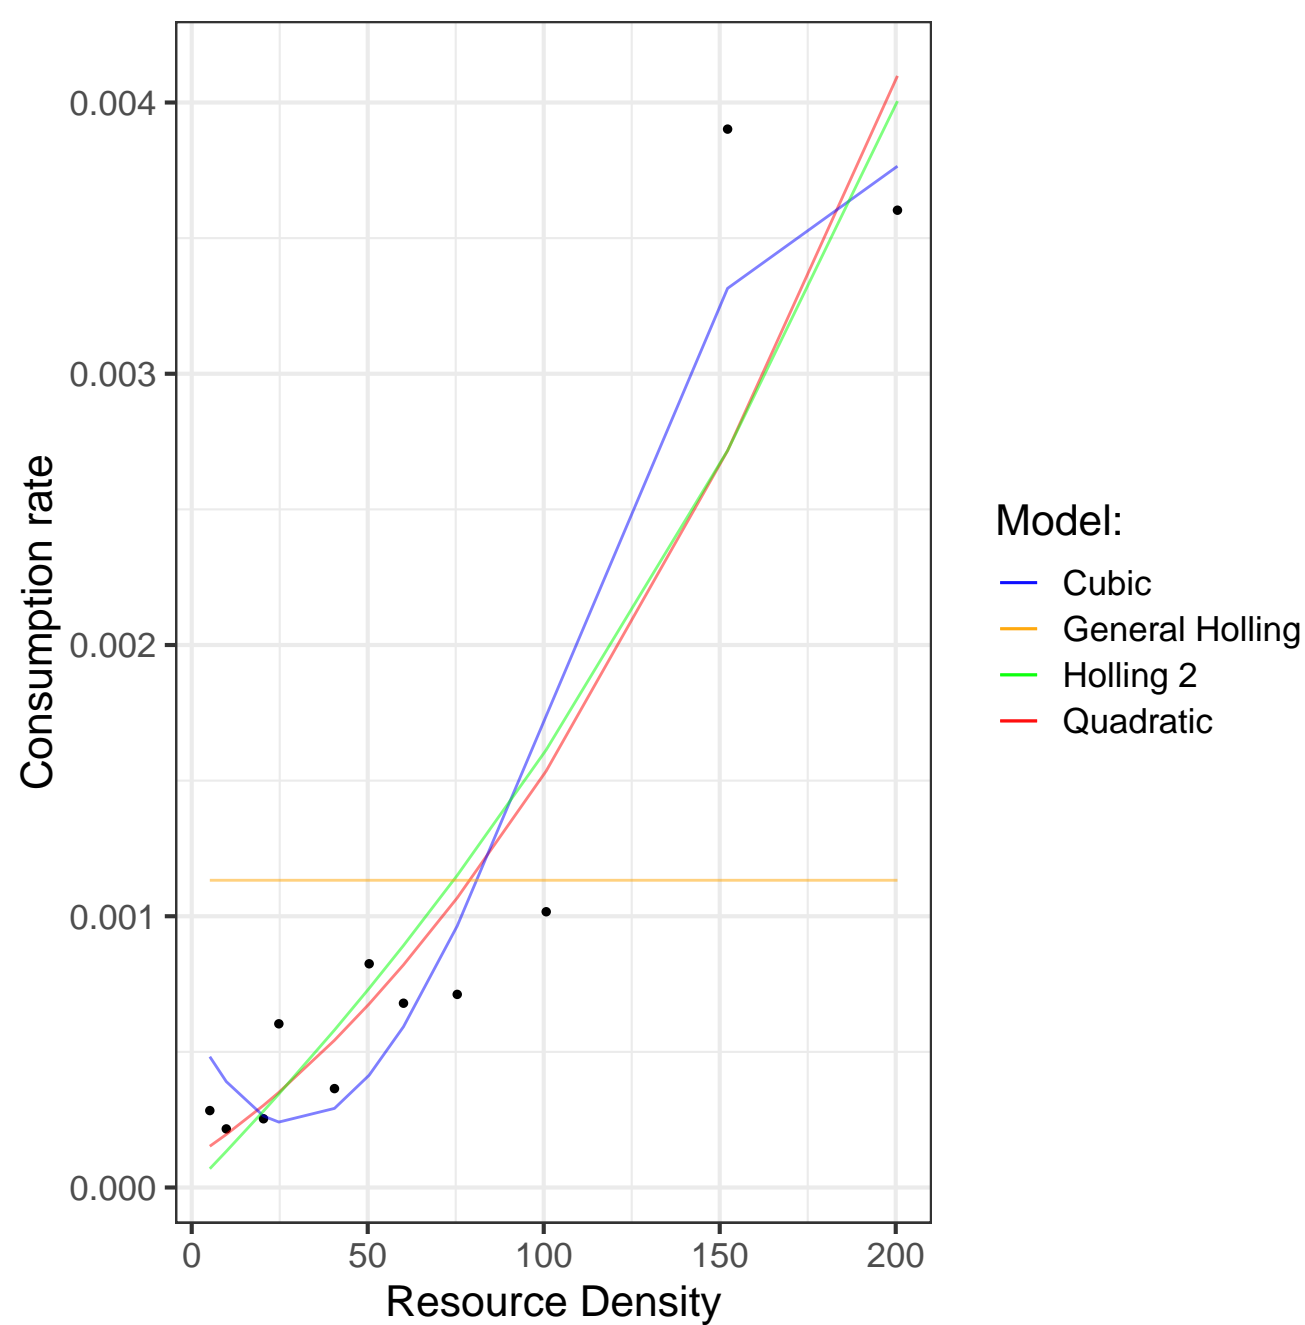 0.004
0.003
0.002
0.001
0.000
Consumption rate
0 50 100 150 200
Resource Density
Model:
Cubic
General Holling
Holling 2
Quadratic